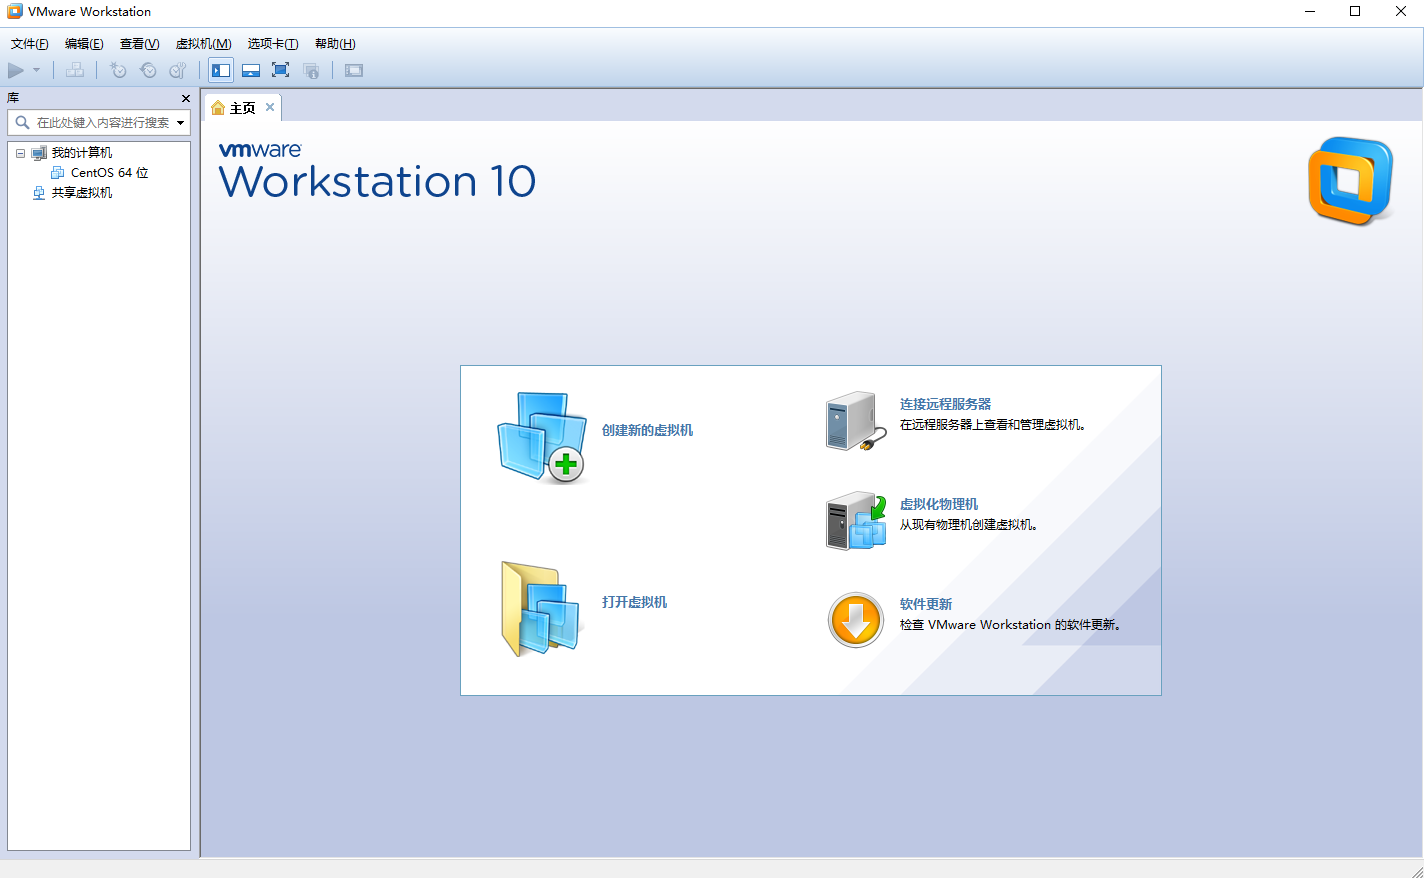 VMware Workstation
文件(F) 编辑(E) 查看(V) 虚拟机(M) 选项卡(T) 帮助(H)
库
在此处键入内容进行搜索
我的计算机
CentOS 64 位
共享虚拟机
主页
vmware
Workstation 10
创建新的虚拟机
打开虚拟机
连接远程服务器
在远程服务器上查看和管理虚拟机。
虚拟化物理机
从现有物理机创建虚拟机。
软件更新
检查 VMware Workstation 的软件更新。